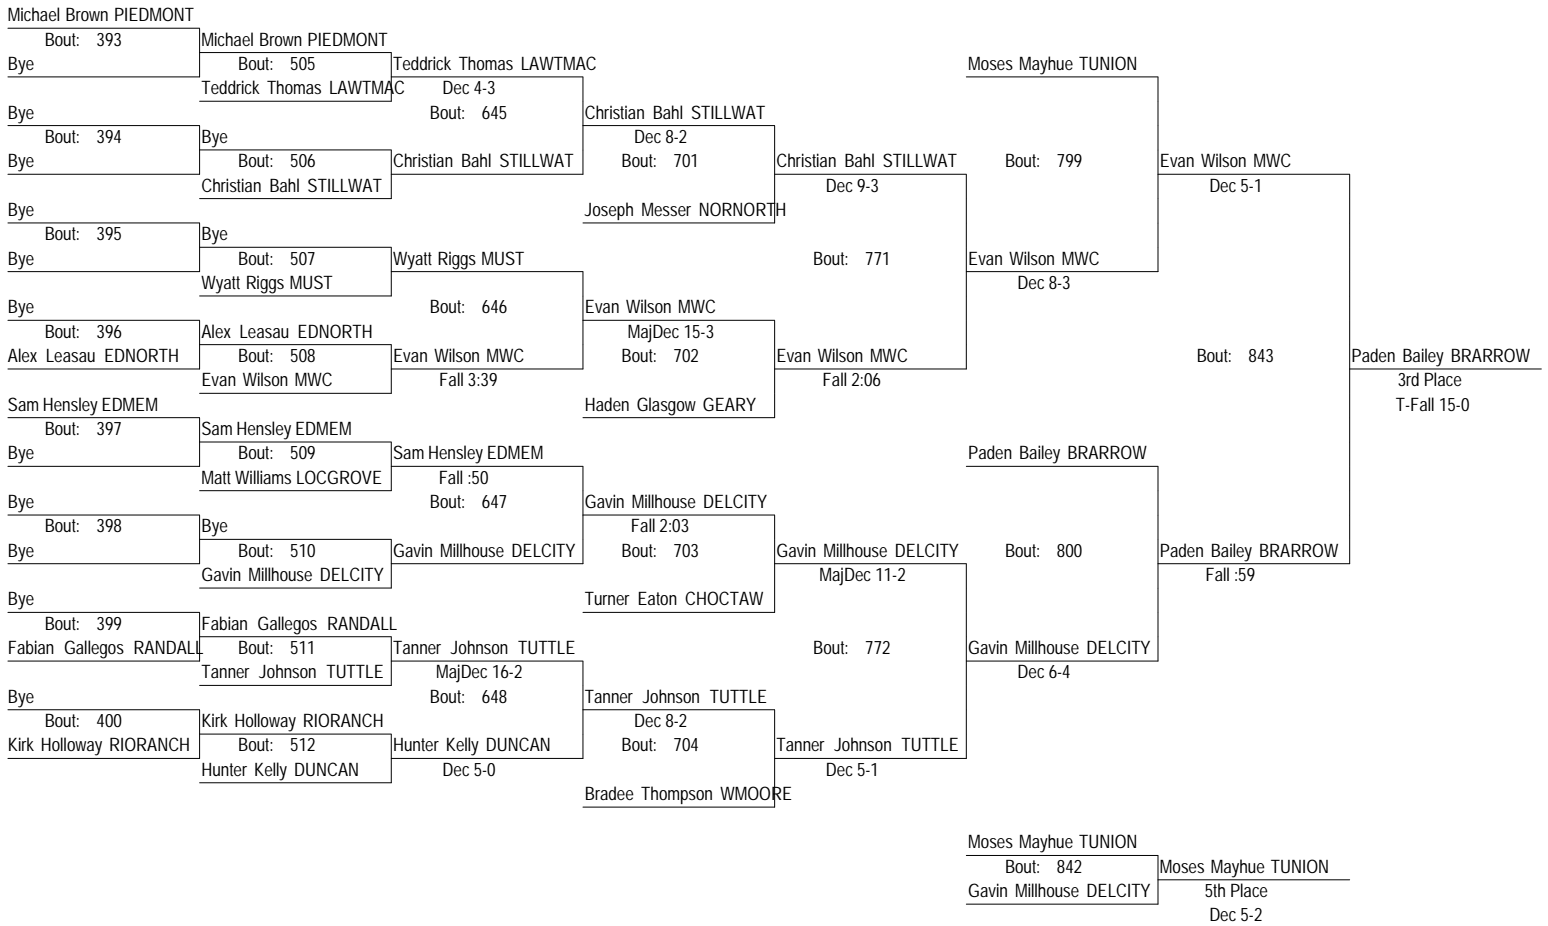 Michael Brown PIEDMONT
Bout: 393
Bye
Bye
Bout: 394
Bye
Bye
Bout: 395
Bye
Bye
Bout: 396
Alex Leasau EDNORTH
Sam Hensley EDMEM
Bout: 397
Bye
Bye
Bout: 398
Bye
Bye
Bout: 399
Fabian Gallegos RANDALL
Bye
Bout: 400
Kirk Holloway RIORANCH
Michael Brown PIEDMONT
Bout: 505
Teddrick Thomas LAWTMAC
Bye
Bout: 506
Christian Bahl STILLWAT
Bye
Bout: 507
Wyatt Riggs MUST
Alex Leasau EDNORTH
Bout: 508
Evan Wilson MWC
Sam Hensley EDMEM
Bout: 509
Matt Williams LOCGROVE
Bye
Bout: 510
Gavin Millhouse DELCITY
Fabian Gallegos RANDALL
Bout: 511
Tanner Johnson TUTTLE
Kirk Holloway RIORANCH
Bout: 512
Hunter Kelly DUNCAN
Teddrick Thomas LAWTMAC
Dec 4-3
Bout: 645
Christian Bahl STILLWAT
Wyatt Riggs MUST
Bout: 646
Evan Wilson MWC
Fall 3:39
Sam Hensley EDMEM
Fall :50
Bout: 647
Gavin Millhouse DELCITY
Tanner Johnson TUTTLE
MajDec 16-2
Bout: 648
Hunter Kelly DUNCAN
Dec 5-0
Christian Bahl STILLWAT
Dec 8-2
Bout: 701
Joseph Messer NORNORTH
Evan Wilson MWC
MajDec 15-3
Bout: 702
Haden Glasgow GEARY
Gavin Millhouse DELCITY
Fall 2:03
Bout: 703
Turner Eaton CHOCTAW
Tanner Johnson TUTTLE
Dec 8-2
Bout: 704
Bradee Thompson WMOORE
Christian Bahl STILLWAT
Dec 9-3
Bout: 771
Evan Wilson MWC
Fall 2:06
Gavin Millhouse DELCITY
MajDec 11-2
Bout: 772
Tanner Johnson TUTTLE
Dec 5-1
Moses Mayhue TUNION
Bout: 799
Evan Wilson MWC
Dec 8-3
Paden Bailey BRARROW
Bout: 800
Gavin Millhouse DELCITY
Dec 6-4
Evan Wilson MWC
Dec 5-1
Bout: 843
Paden Bailey BRARROW
Fall :59
Paden Bailey BRARROW
3rd Place
T-Fall 15-0
Moses Mayhue TUNION
Bout: 842
Gavin Millhouse DELCITY
Moses Mayhue TUNION
5th Place
Dec 5-2